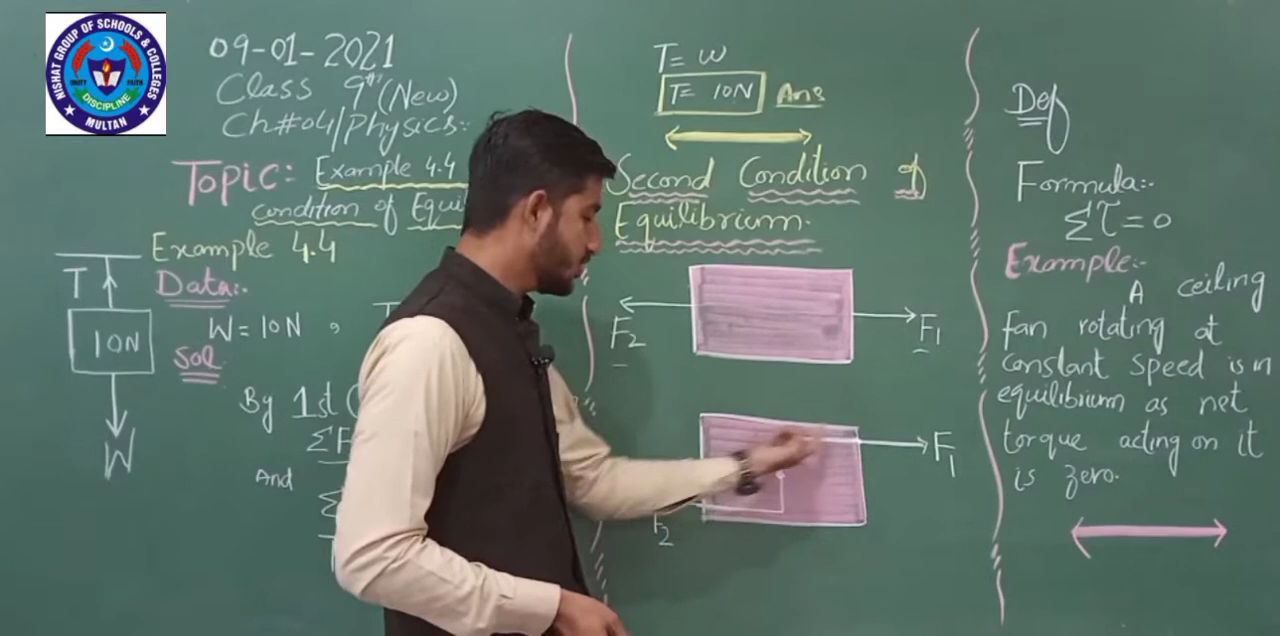 NISHAT GROUP OF SCHOOLS & COLLEGES
UNITY FAITH
DISCIPLINE
MULTAN
09-01-2021
Class 9th (New)
Ch#04/Physics:-
Topic: Example 4.4
condition of Equi
Example 4.4
Data:-
W = 10N ,
Sol
By 1st
And
T
10N
W
T = w
T = 10N Ans
Second Condition of
Equilibrium.
F2
F1
F1
F2
Def
Formula:-
Στ = 0
Example:-
A ceiling
fan rotating at
constant speed is in
equilibrium as net
torque acting on it
is zero.